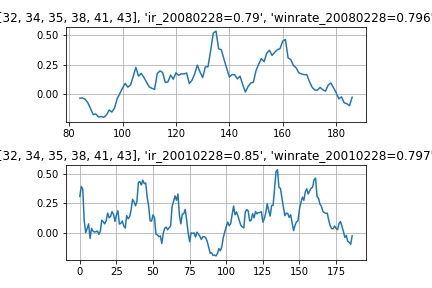 [32, 34, 35, 38, 41, 43], 'ir_20080228=0.79', 'winrate_20080228=0.796'
0.50
0.25
0.00
80 100 120 140 160 180
[32, 34, 35, 38, 41, 43], 'ir_20010228=0.85', 'winrate_20010228=0.797'
0.50
0.25
0.00
0 25 50 75 100 125 150 175